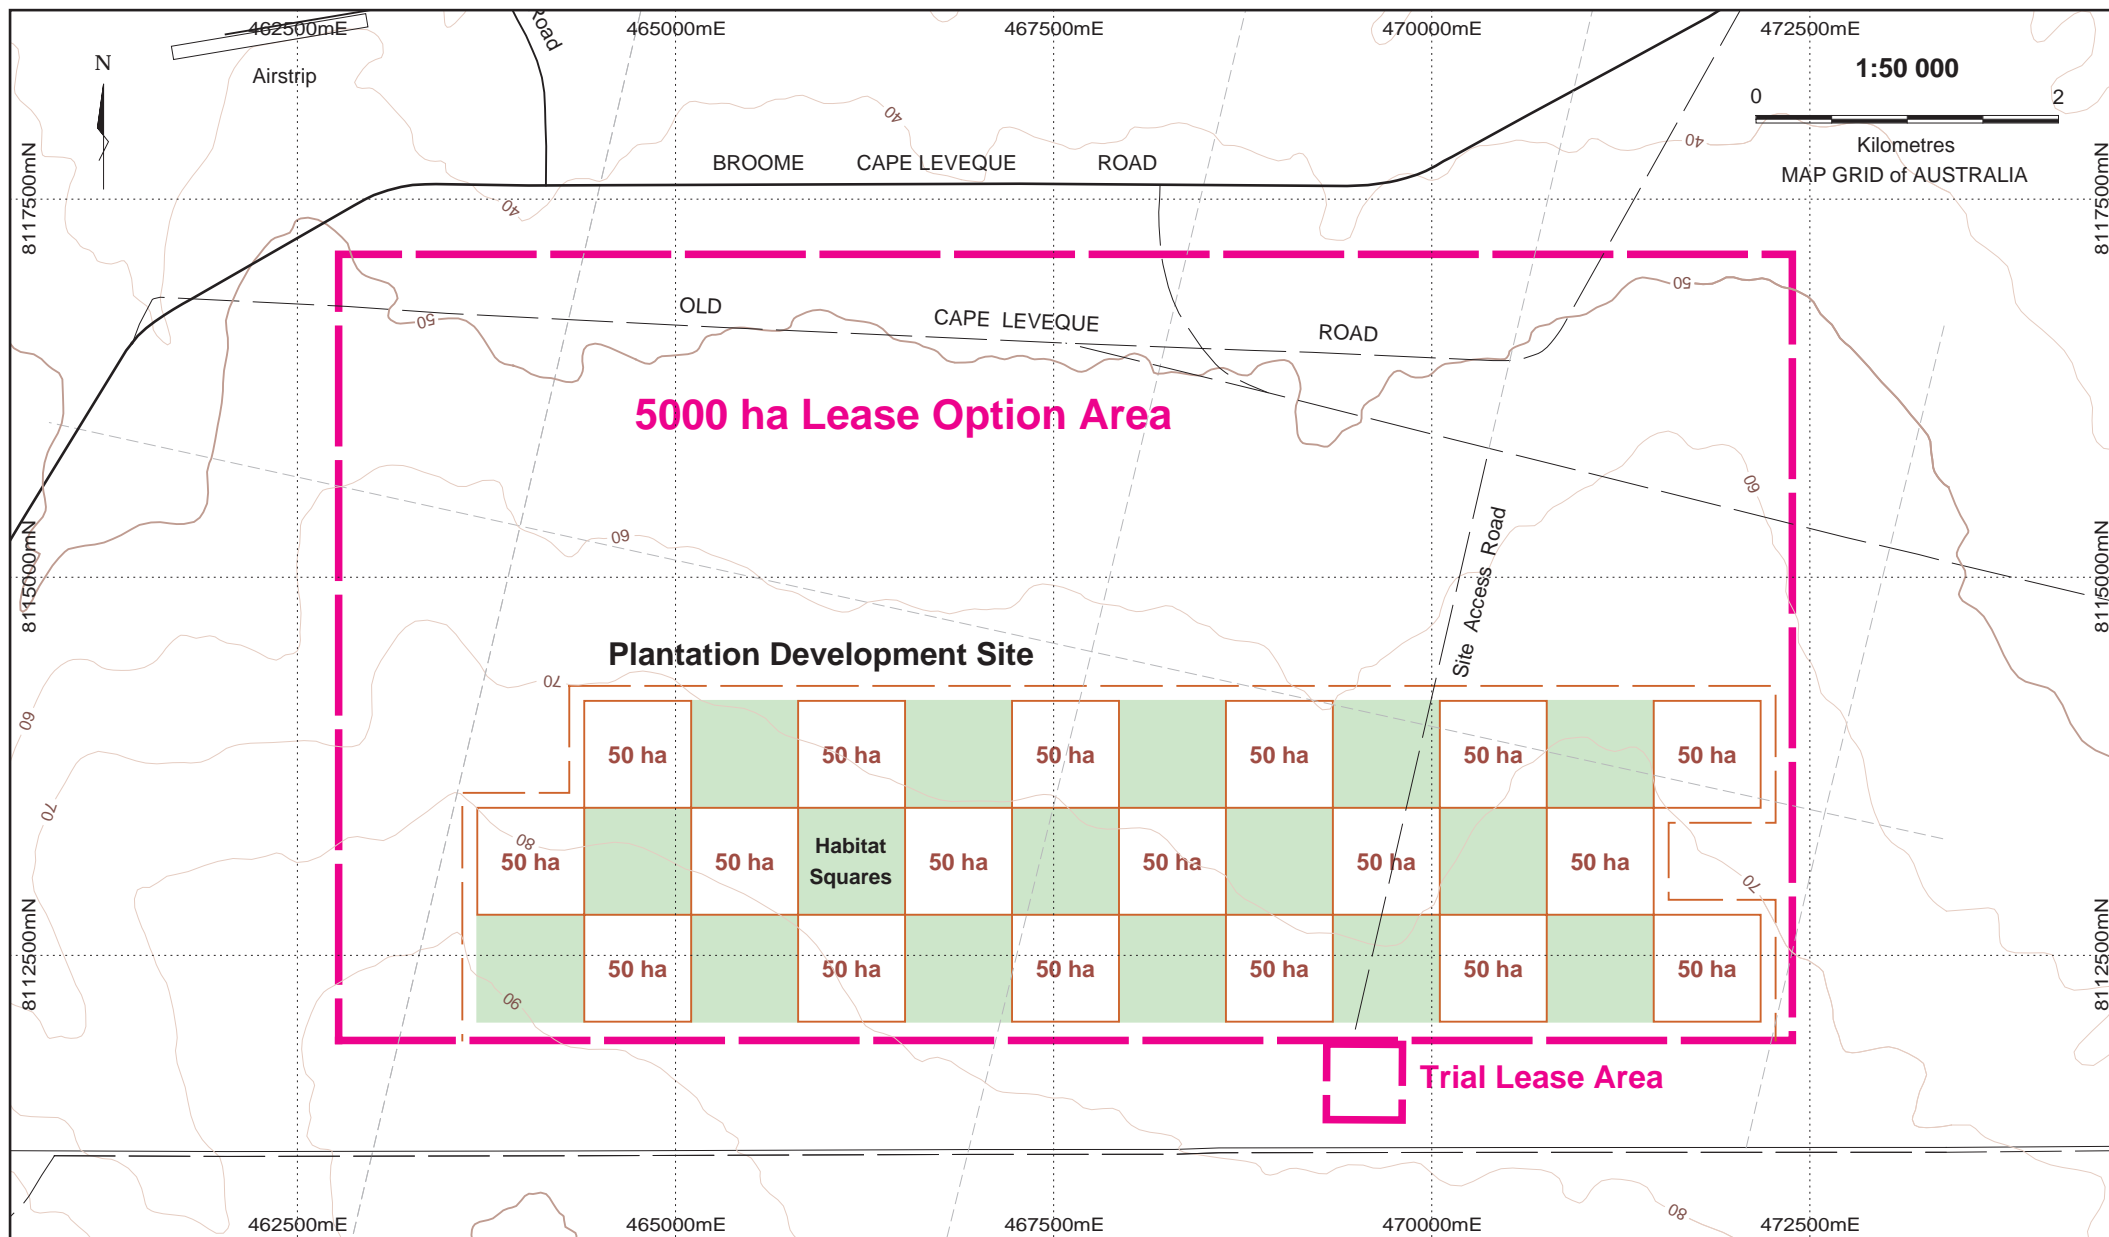 462500mE
465000mE
Road
467500mE
470000mE
472500mE
N
Airstrip
1:50 000
0 2
Kilometres
MAP GRID of AUSTRALIA
40
40
40
BROOME CAPE LEVEQUE ROAD
8117500mN
8117500mN
50
50
OLD CAPE LEVEQUE ROAD
5000 ha Lease Option Area
60
60
Site Access Road
8115000mN
8115000mN
Plantation Development Site
70
60
50 ha 50 ha 50 ha 50 ha 50 ha 50 ha
70
80
Habitat
Squares
50 ha 50 ha 50 ha 50 ha 50 ha 50 ha
70
8112500mN
8112500mN
50 ha 50 ha 50 ha 50 ha 50 ha 50 ha
90
Trial Lease Area
80
462500mE
465000mE
467500mE
470000mE
472500mE